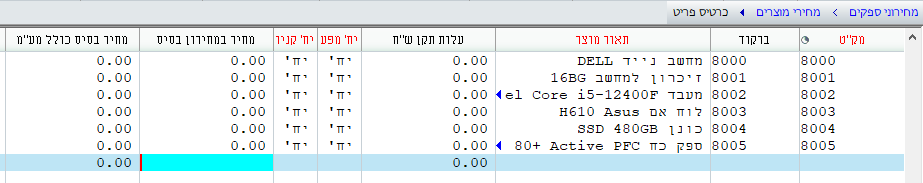 מחירוני ספקים > מחירי מוצרים > כרטיס פריט
מק"ט ברקוד תאור מוצר עלות תקן ש"ח יח' מפע יח' קניו מחיר במחירון בסיס מחיר בסיס כולל מע"מ
8000 8000 מחשב נייד DELL 0.00 יח' יח' 0.00 0.00
8001 8001 זיכרון למחשב 16BG 0.00 יח' יח' 0.00 0.00
8002 8002 מעבד el Core i5-12400F 0.00 יח' יח' 0.00 0.00
8003 8003 לוח אם H610 Asus 0.00 יח' יח' 0.00 0.00
8004 8004 כונן SSD 480GB 0.00 יח' יח' 0.00 0.00
8005 8005 ספק כח 80+ Active PFC 0.00 יח' יח' 0.00 0.00
0.00 0.00